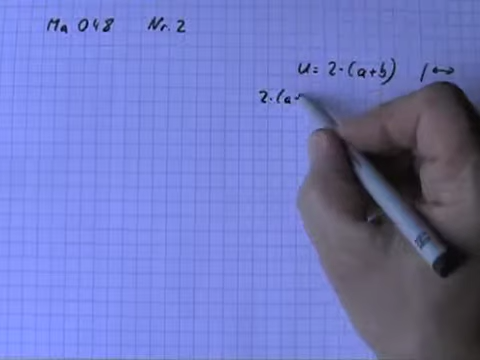 Ma 048 Nr. 2
U = 2·(a+b) | ↔
2·(a+